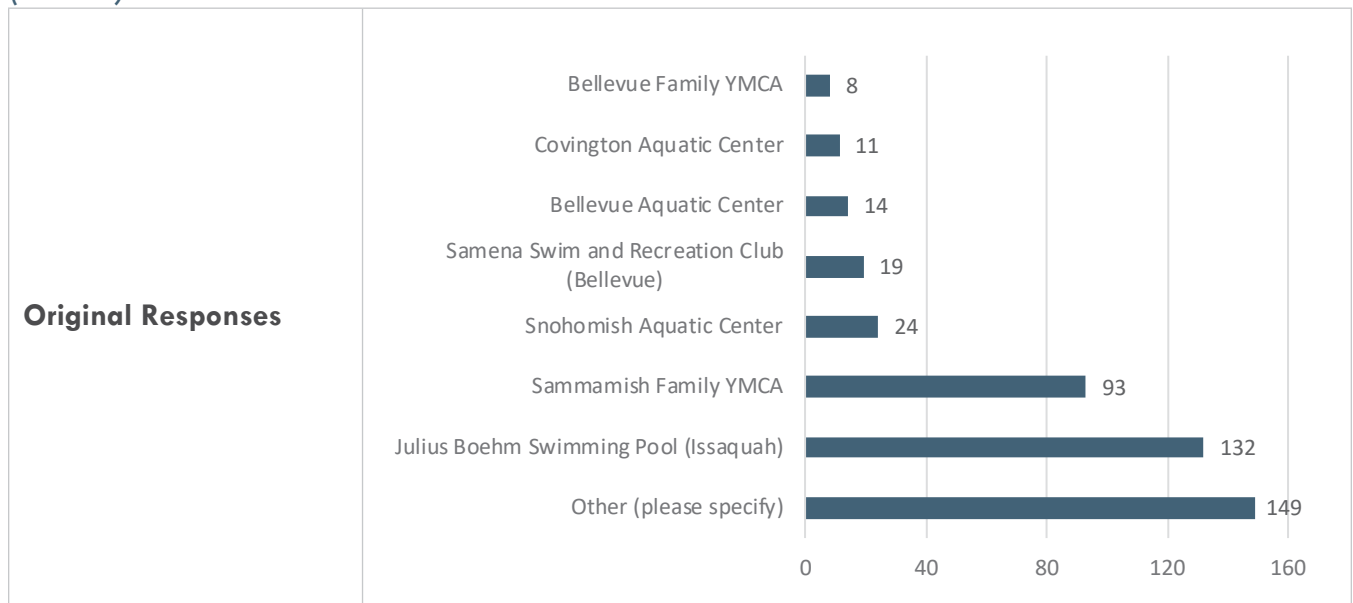 Original Responses
Bellevue Family YMCA 8
Covington Aquatic Center 11
Bellevue Aquatic Center 14
Samena Swim and Recreation Club
(Bellevue) 19
Snohomish Aquatic Center 24
Sammamish Family YMCA 93
Julius Boehm Swimming Pool (Issaquah) 132
Other (please specify) 149
0 40 80 120 160